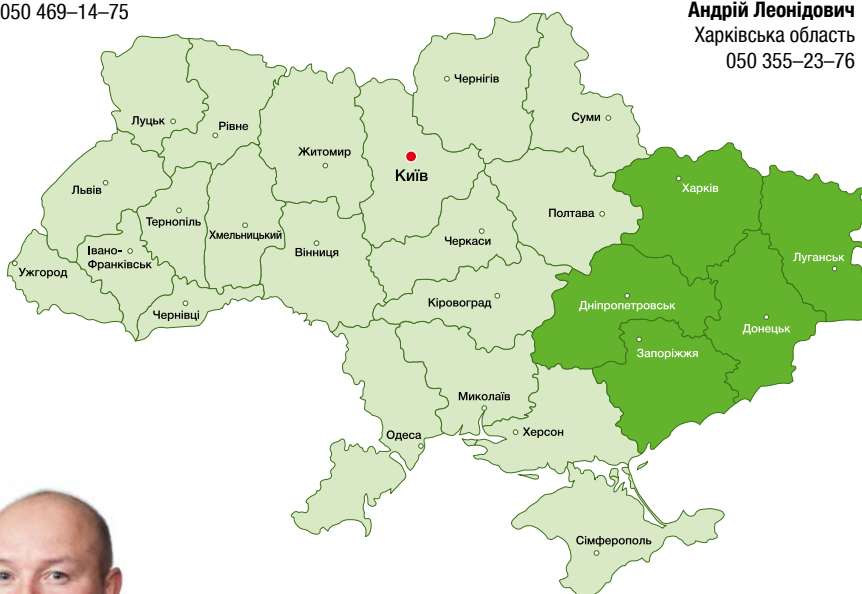 050 469–14–75
Андрій Леонідович
Харківська область
050 355–23–76
Чернігів
Суми
Луцьк
Рівне
Житомир
Київ
Харків
Львів
Тернопіль
Хмельницький
Полтава
Вінниця
Черкаси
Івано-
Франківськ
Ужгород
Луганськ
Чернівці
Кіровоград
Дніпропетровськ
Донецьк
Запоріжжя
Миколаїв
Одеса
Херсон
Сімферополь